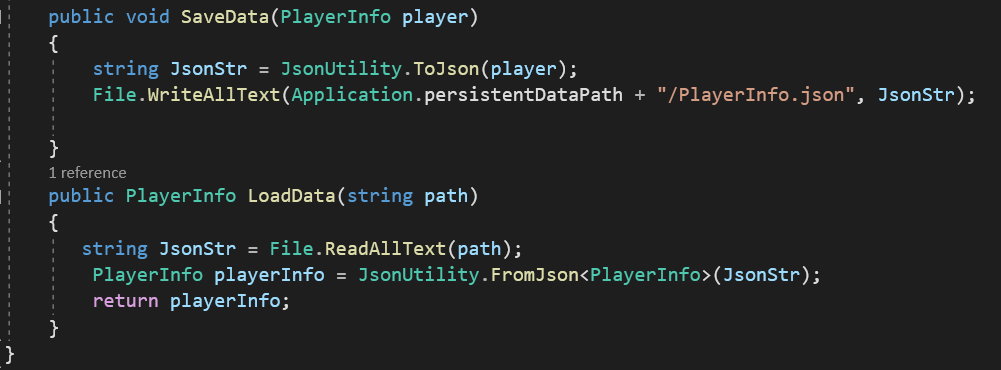 public void SaveData(PlayerInfo player)
{
string JsonStr = JsonUtility.ToJson(player);
File.WriteAllText(Application.persistentDataPath + "/PlayerInfo.json", JsonStr);
}
1 reference
public PlayerInfo LoadData(string path)
{
string JsonStr = File.ReadAllText(path);
PlayerInfo playerInfo = JsonUtility.FromJson<PlayerInfo>(JsonStr);
return playerInfo;
}
}